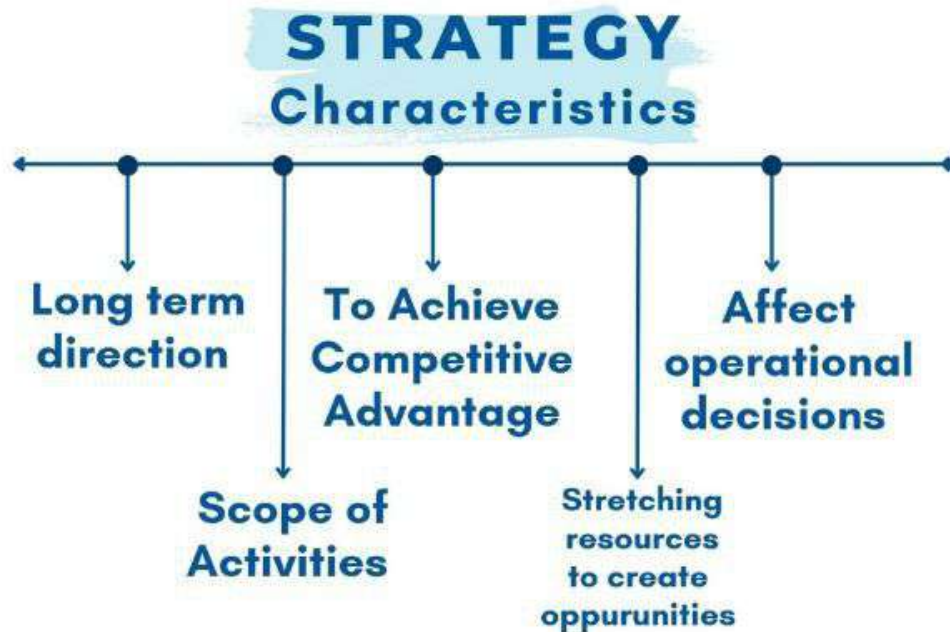 STRATEGY
Characteristics
Long term
direction
Scope of
Activities
To Achieve
Competitive
Advantage
Stretching
resources
to create
oppurunities
Affect
operational
decisions